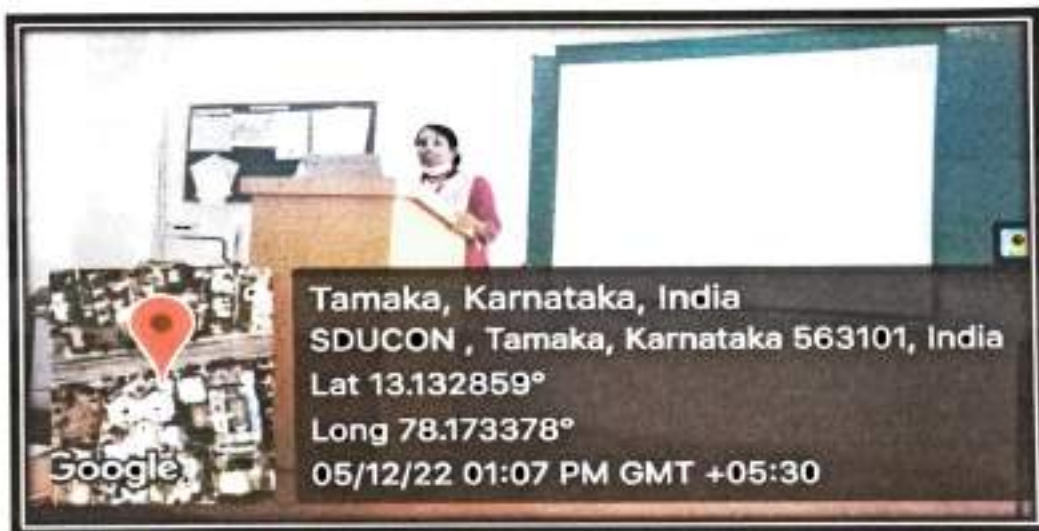 Tamaka, Karnataka, India
SDUCON , Tamaka, Karnataka 563101, India
Lat 13.132859°
Long 78.173378°
05/12/22 01:07 PM GMT +05:30
Google